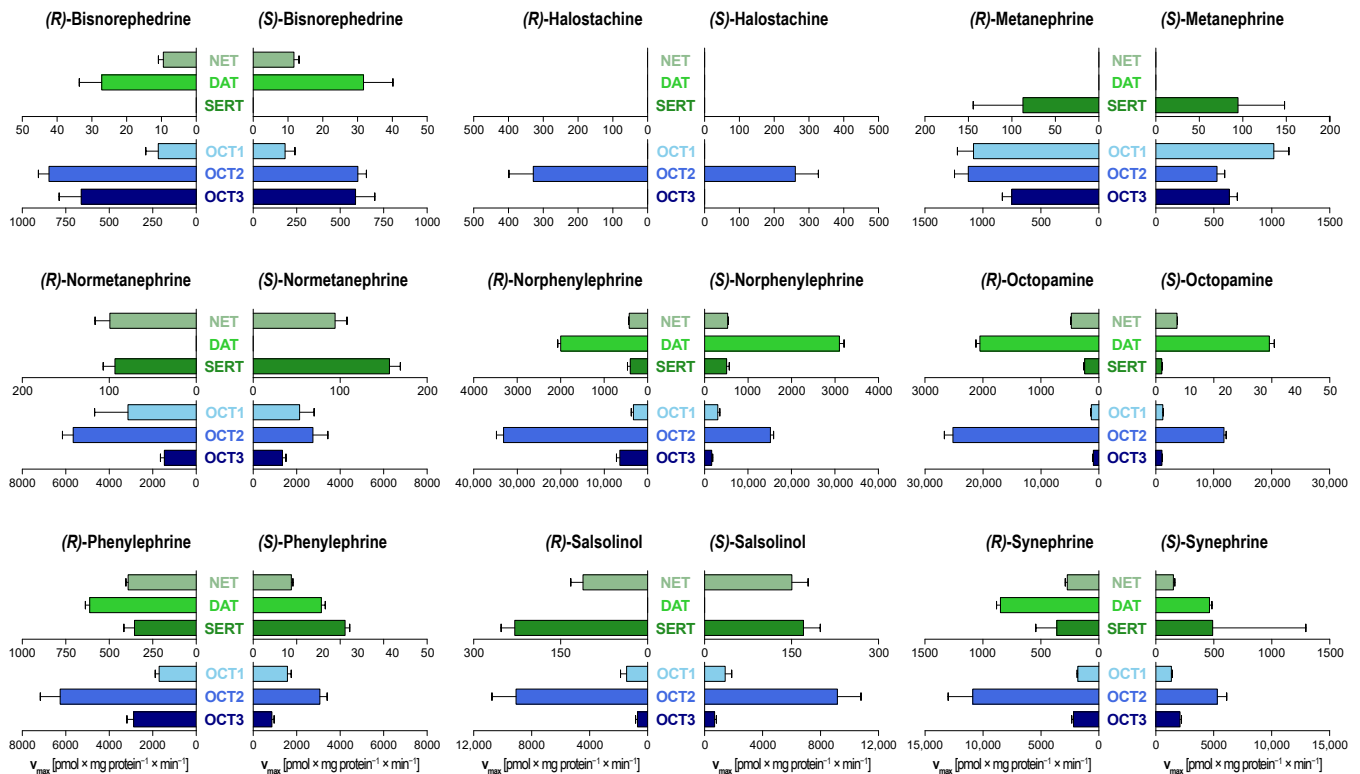 (R)-Bisnorephedrine (S)-Bisnorephedrine (R)-Halostachine (S)-Halostachine (R)-Metanephrine (S)-Metanephrine
NET NET NET
DAT DAT DAT
SERT SERT SERT
50 40 30 20 10 0 0 10 20 30 40 50 500 400 300 200 100 0 0 100 200 300 400 500 200 150 100 50 0 0 50 100 150 200
OCT1 OCT1 OCT1
OCT2 OCT2 OCT2
OCT3 OCT3 OCT3
1000 750 500 250 0 0 250 500 750 1000 500 400 300 200 100 0 0 100 200 300 400 500 1500 1000 500 0 0 500 1000 1500
(R)-Normetanephrine (S)-Normetanephrine (R)-Norphenylephrine (S)-Norphenylephrine (R)-Octopamine (S)-Octopamine
NET NET NET
DAT DAT DAT
SERT SERT SERT
200 100 0 0 100 200 4000 3000 2000 1000 0 0 1000 2000 3000 4000 3000 2000 1000 0 0 10 20 30 40 50
OCT1 OCT1 OCT1
OCT2 OCT2 OCT2
OCT3 OCT3 OCT3
8000 6000 4000 2000 0 0 2000 4000 6000 8000 40,000 30,000 20,000 10,000 0 0 10,000 20,000 30,000 40,000 30,000 20,000 10,000 0 0 10,000 20,000 30,000
(R)-Phenylephrine (S)-Phenylephrine (R)-Salsolinol (S)-Salsolinol (R)-Synephrine (S)-Synephrine
NET NET NET
DAT DAT DAT
SERT SERT SERT
1000 750 500 250 0 0 10 20 30 40 50 300 150 0 0 150 300 15,000 10,000 5000 0 0 5000 10,000 15,000
OCT1 OCT1 OCT1
OCT2 OCT2 OCT2
OCT3 OCT3 OCT3
8000 6000 4000 2000 0 0 2000 4000 6000 8000 12,000 8000 4000 0 0 4000 8000 12,000 15,000 10,000 5000 0 0 5000 10,000 15,000
vmax [pmol × mg protein⁻¹ × min⁻¹] vmax [pmol × mg protein⁻¹ × min⁻¹] vmax [pmol × mg protein⁻¹ × min⁻¹] vmax [pmol × mg protein⁻¹ × min⁻¹] vmax [pmol × mg protein⁻¹ × min⁻¹] vmax [pmol × mg protein⁻¹ × min⁻¹]